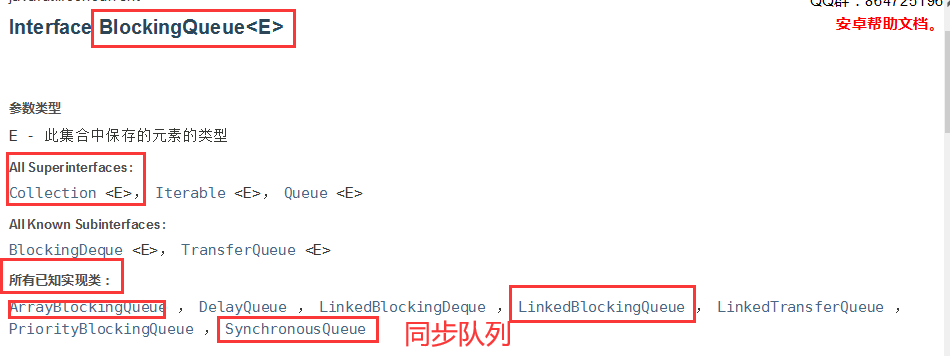 QQ群：864725196
Interface BlockingQueue<E>
安卓帮助文档。
参数类型
E - 此集合中保存的元素的类型
All Superinterfaces:
Collection <E>， Iterable <E>， Queue <E>
All Known Subinterfaces:
BlockingDeque <E>， TransferQueue <E>
所有已知实现类：
ArrayBlockingQueue ， DelayQueue ， LinkedBlockingDeque ， LinkedBlockingQueue ， LinkedTransferQueue ，
PriorityBlockingQueue ， SynchronousQueue
同步队列